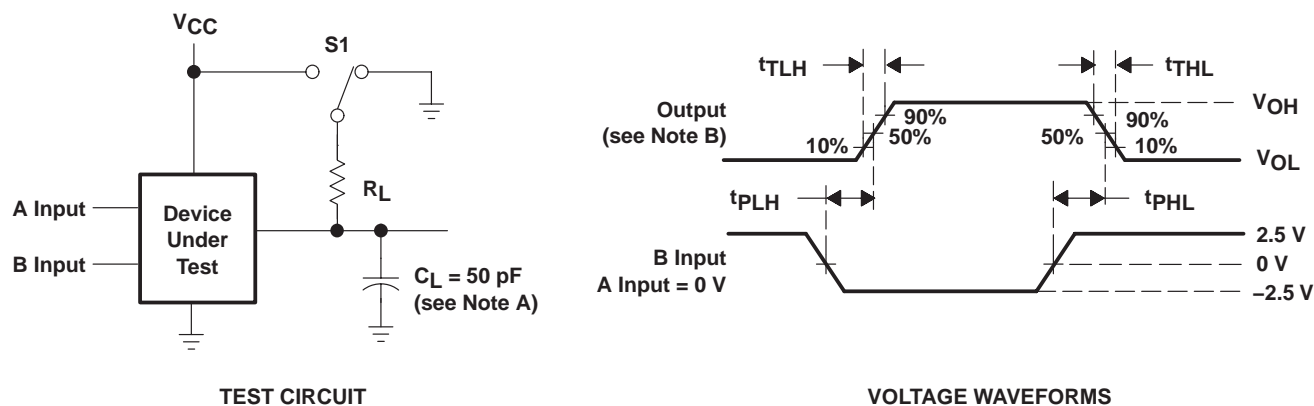 VCC
S1
RL
A Input
B Input
Device
Under
Test
CL = 50 pF
(see Note A)
TEST CIRCUIT
tTLH
tTHL
Output
(see Note B)
VOH
90%
90%
50%
50%
10%
10%
VOL
tPLH
tPHL
B Input
A Input = 0 V
2.5 V
0 V
–2.5 V
VOLTAGE WAVEFORMS